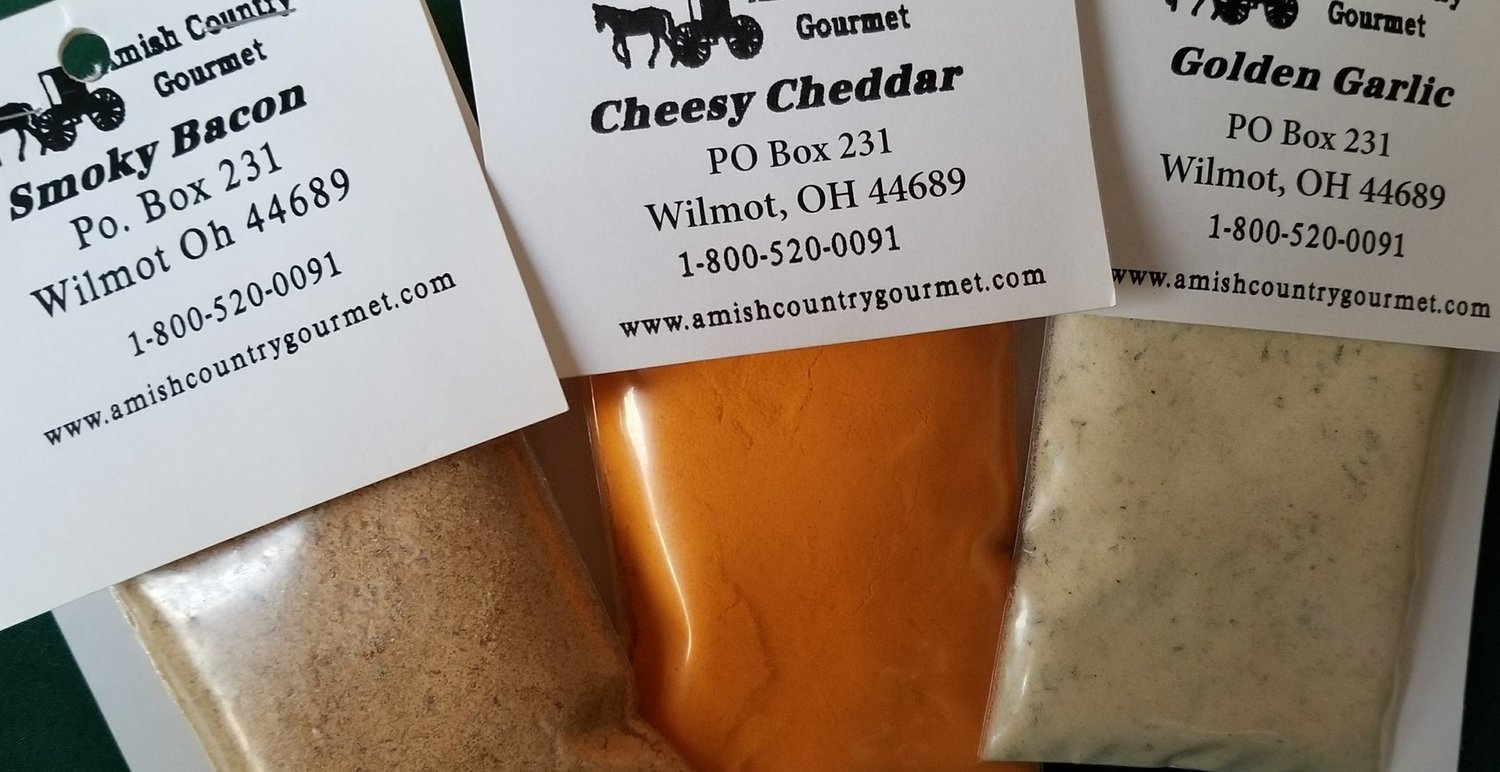 Amish Country
Gourmet
Smoky Bacon
Po. Box 231
Wilmot Oh 44689
1-800-520-0091
www.amishcountrygourmet.com
Gourmet
Cheesy Cheddar
PO Box 231
Wilmot, OH 44689
1-800-520-0091
www.amishcountrygourmet.com
Gourmet
Golden Garlic
PO Box 231
Wilmot, OH 44689
1-800-520-0091
www.amishcountrygourmet.com